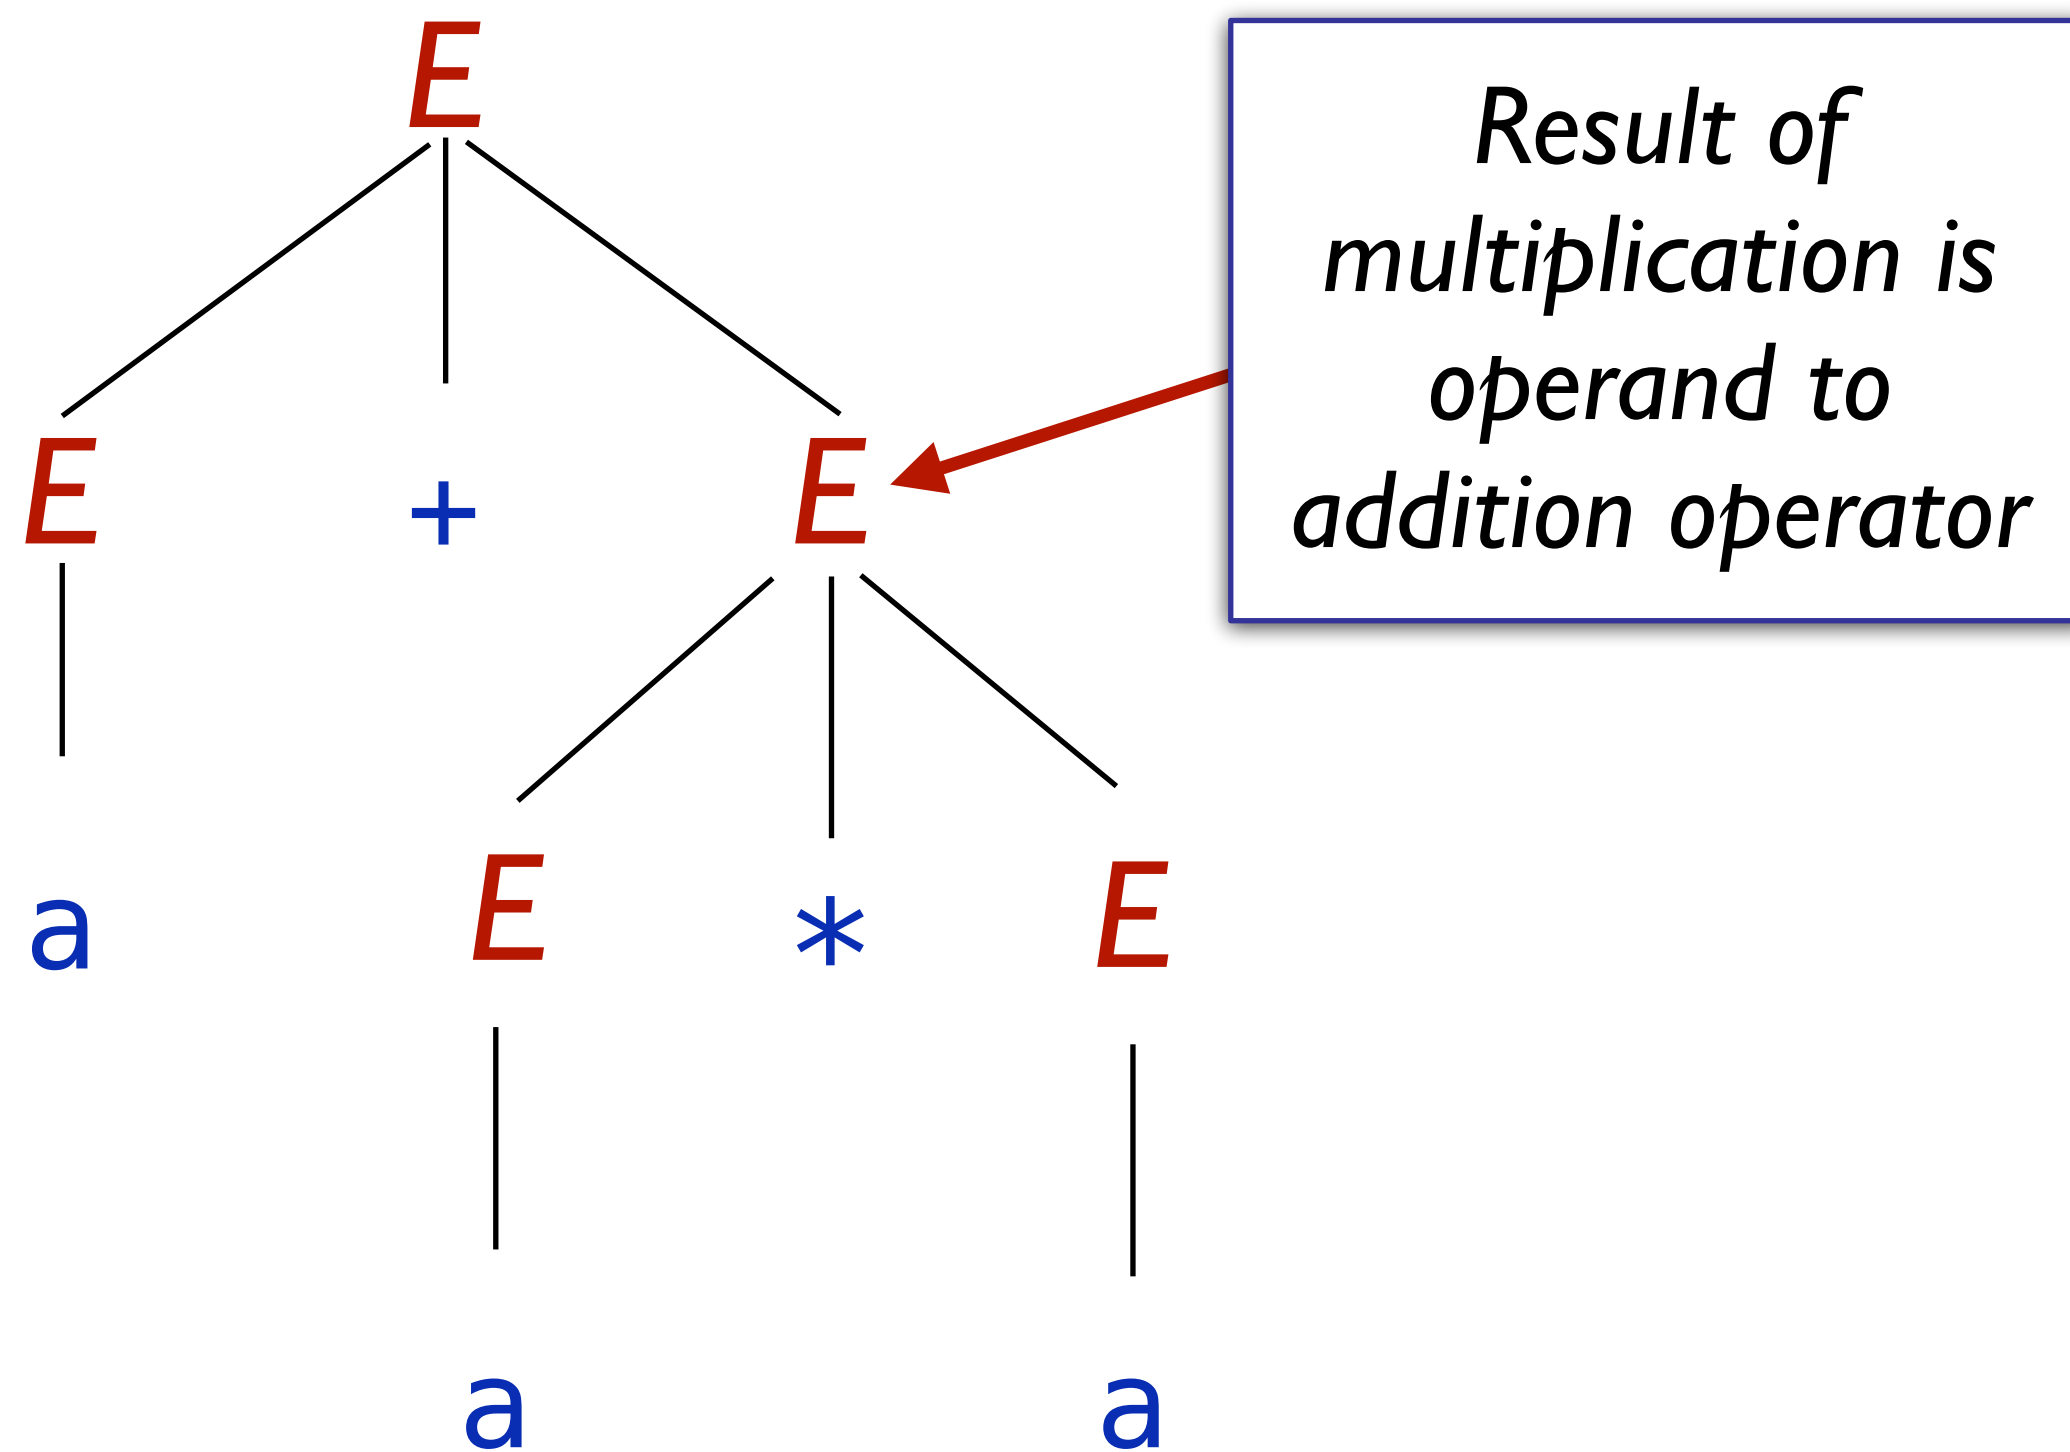 E
Result of
multiplication is
operand to
addition operator
E + E
a E * E
a a